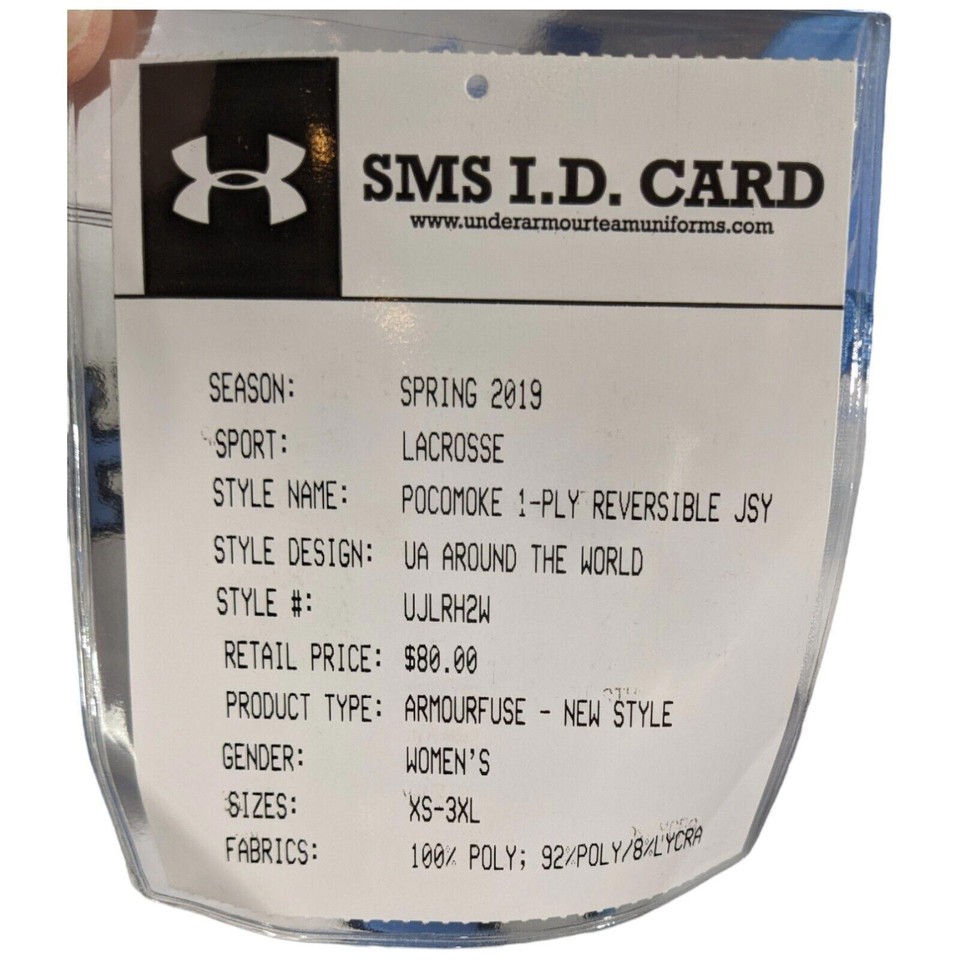 SMS I.D. CARD
www.underarmourteamuniforms.com
SEASON: SPRING 2019
SPORT: LACROSSE
STYLE NAME: POCOMOKE 1-PLY REVERSIBLE JSY
STYLE DESIGN: UA AROUND THE WORLD
STYLE #: UJLRH2W
RETAIL PRICE: $80.00
PRODUCT TYPE: ARMOURFUSE - NEW STYLE
GENDER: WOMEN'S
SIZES: XS-3XL
FABRICS: 100% POLY; 92%POLY/8%LYCRA